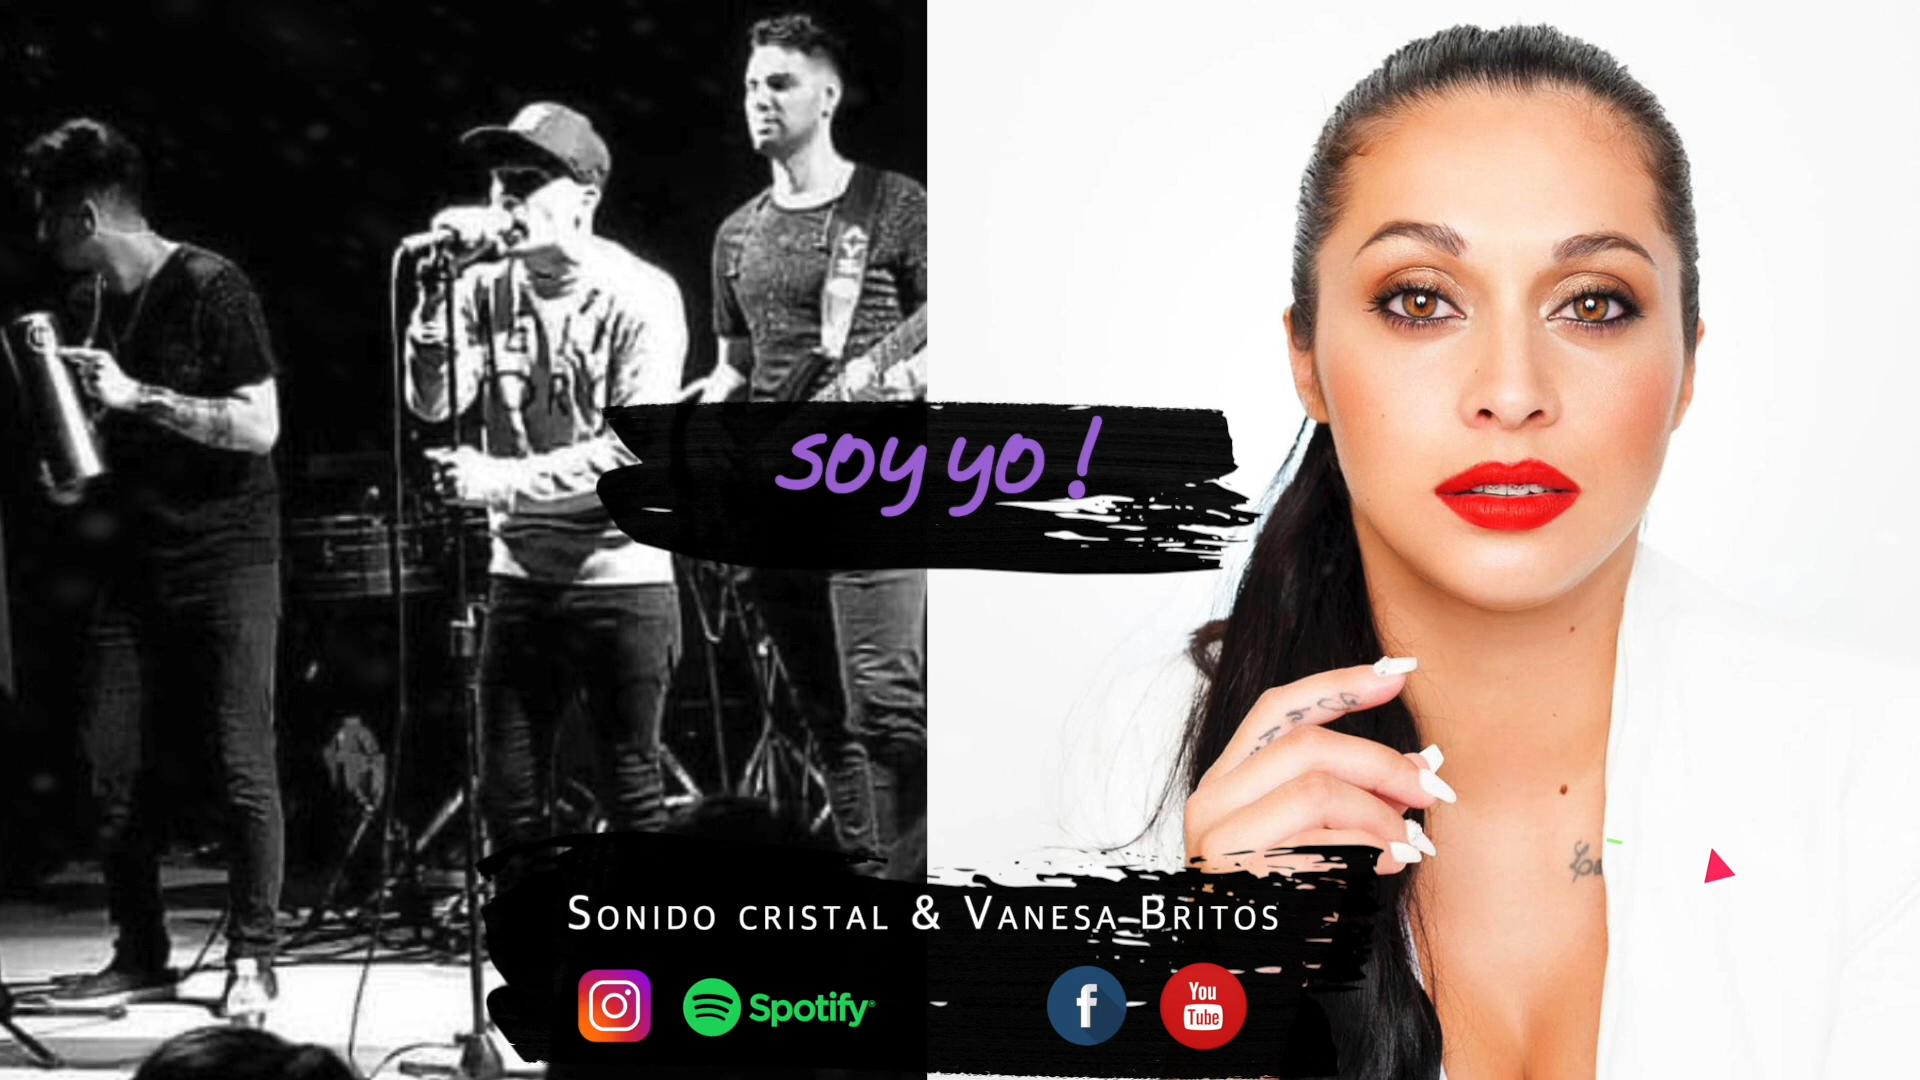 soy yo !
Sonido cristal & Vanesa Britos
Spotify
f
You
Tube